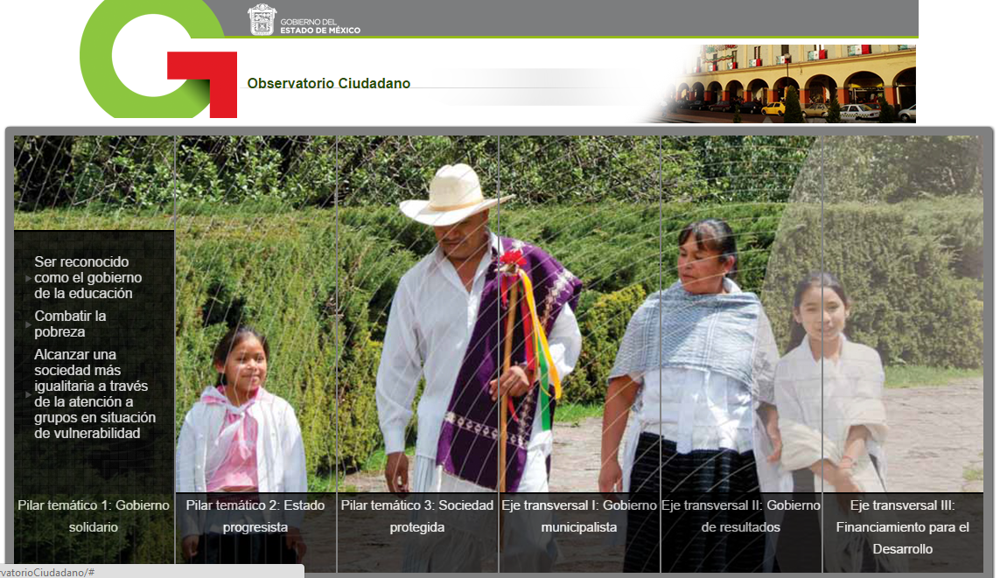 GOBIERNO DEL
ESTADO DE MÉXICO
Observatorio Ciudadano
Ser reconocido
como el gobierno
de la educación
Combatir la
pobreza
Alcanzar una
sociedad más
igualitaria a través
de la atención a
grupos en situación
de vulnerabilidad
Pilar temático 1: Gobierno
solidario
Pilar temático 2: Estado
progresista
Pilar temático 3: Sociedad
protegida
Eje transversal I: Gobierno
municipalista
Eje transversal II: Gobierno
de resultados
Eje transversal III:
Financiamiento para el
Desarrollo
rvatorioCiudadano/#